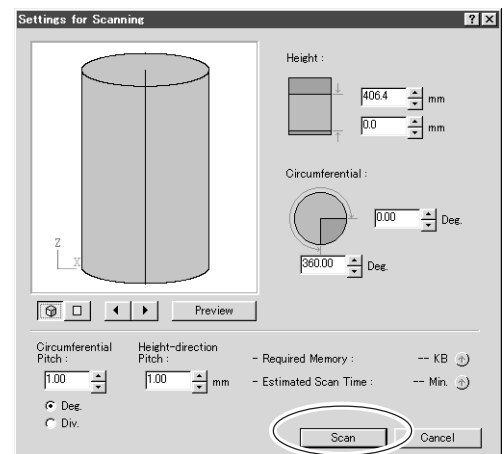 Settings for Scanning
Height :
406.4 mm
0.0 mm
Circumferential :
0.00 Deg.
360.00 Deg.
Z
X
Preview
Circumferential Pitch :
Height-direction Pitch :
1.00
1.00 mm
Deg.
Div.
- Required Memory : -- KB
- Estimated Scan Time : -- Min.
Scan
Cancel